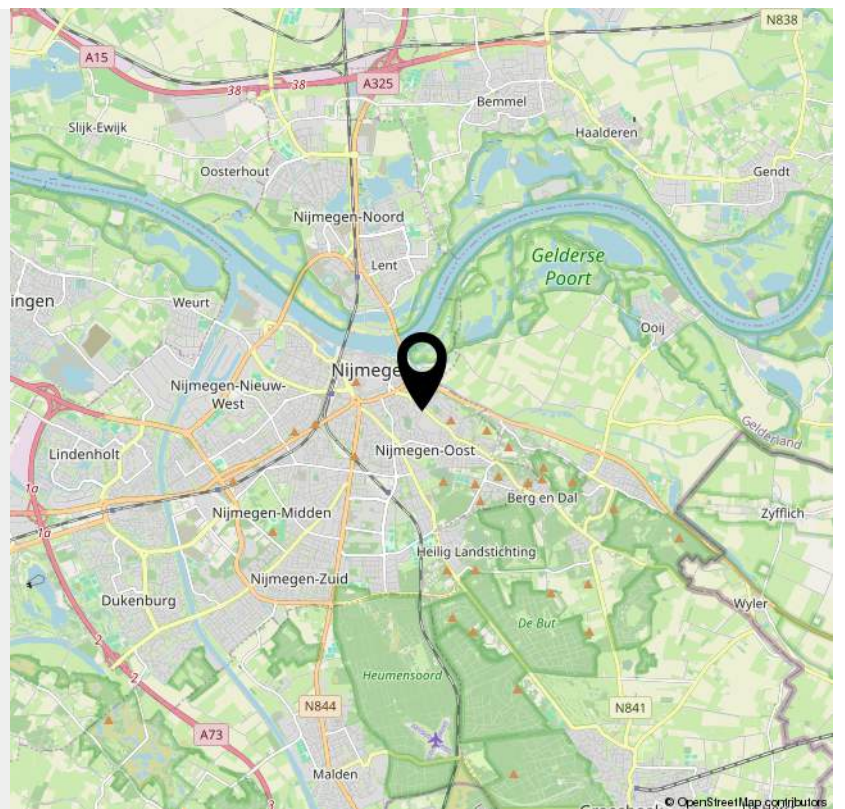 N838
A15
38
38
A325
Bemmel
Slijk-Ewijk
Haalderen
Oosterhout
Gendt
Nijmegen-Noord
Lent
Gelderse
Poort
ingen
Weurt
Ooij
Nijmege
Nijmegen-Nieuw-
West
Gelderland
Lindenholt
Nijmegen-Oost
1a
Berg en Dal
Zyfflich
Nijmegen-Midden
1a
Heilig Landstichting
Nijmegen-Zuid
Dukenburg
Wyler
De But
2
2
Heumensoord
N844
N841
A73
Malden
3
© OpenStreetMap contributors